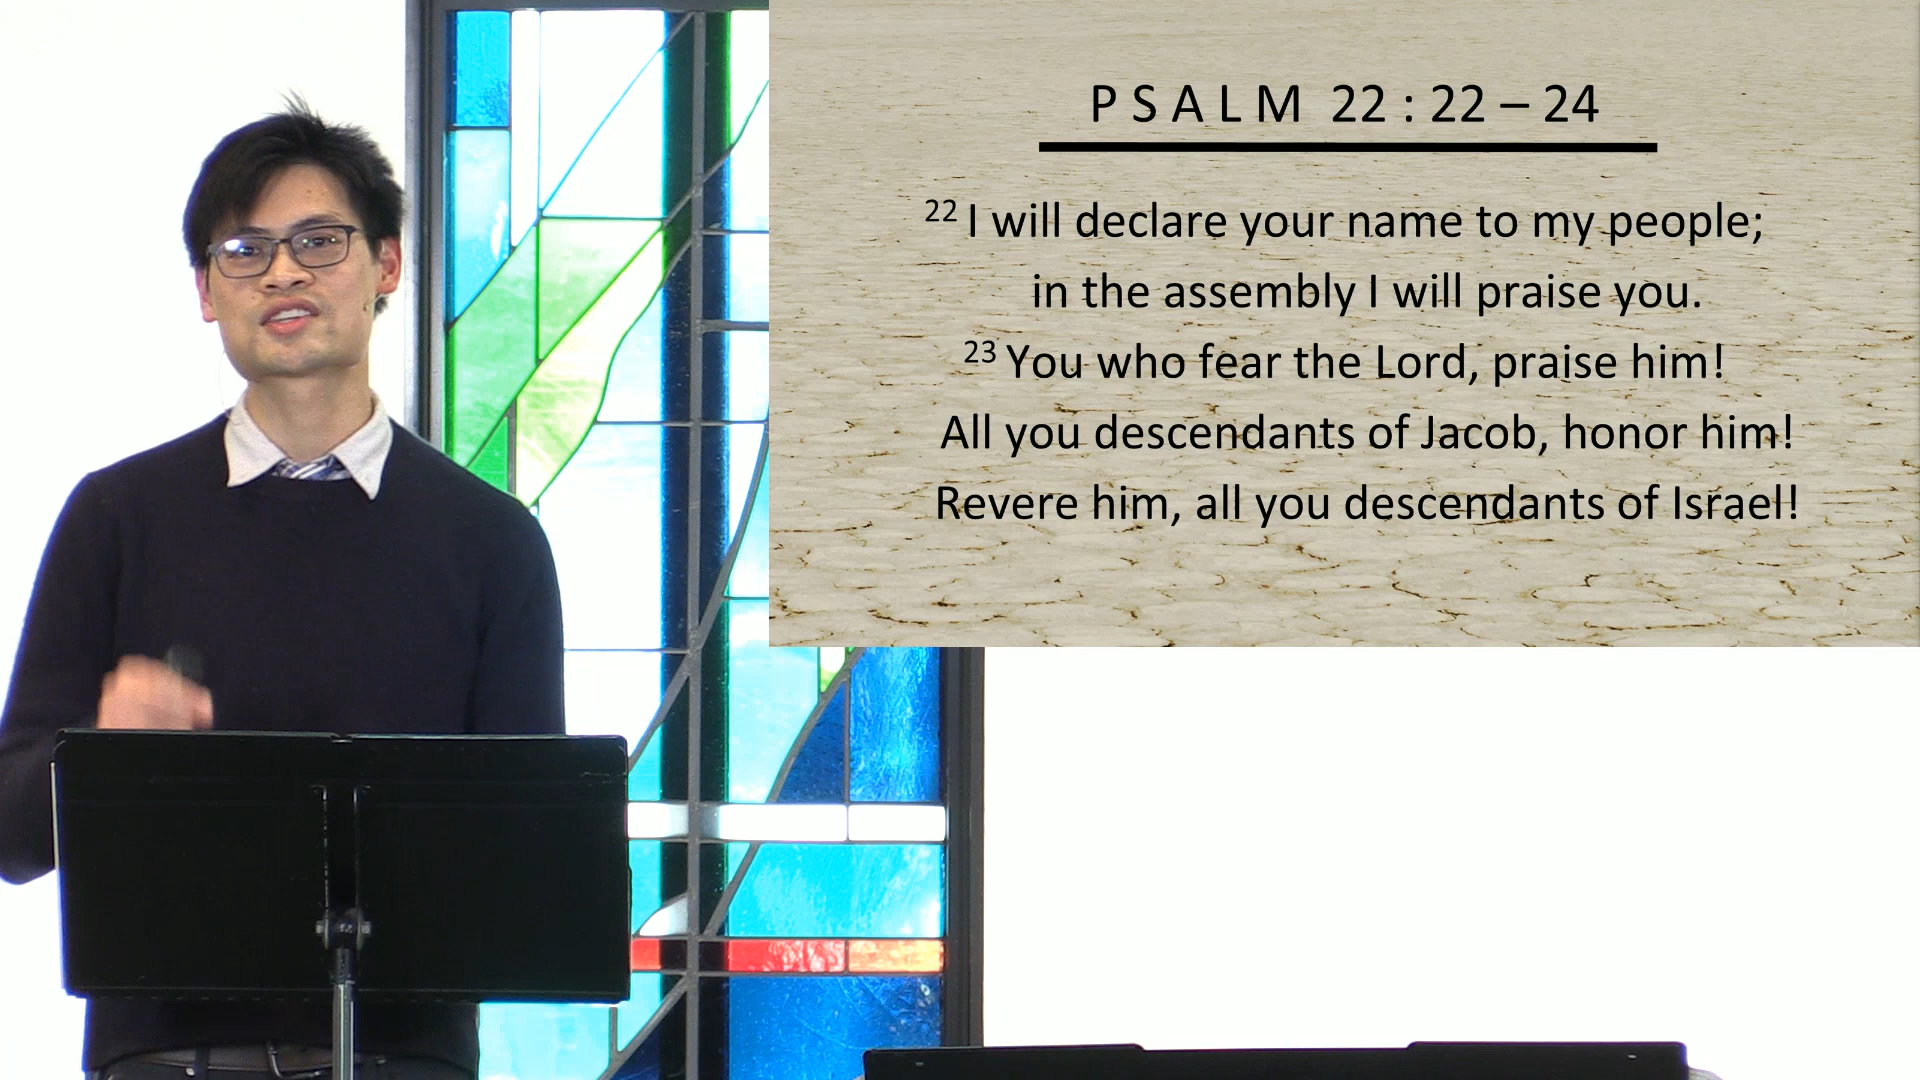 PSALM 22:22–24
22 I will declare your name to my people;
in the assembly I will praise you.
23 You who fear the Lord, praise him!
All you descendants of Jacob, honor him!
Revere him, all you descendants of Israel!